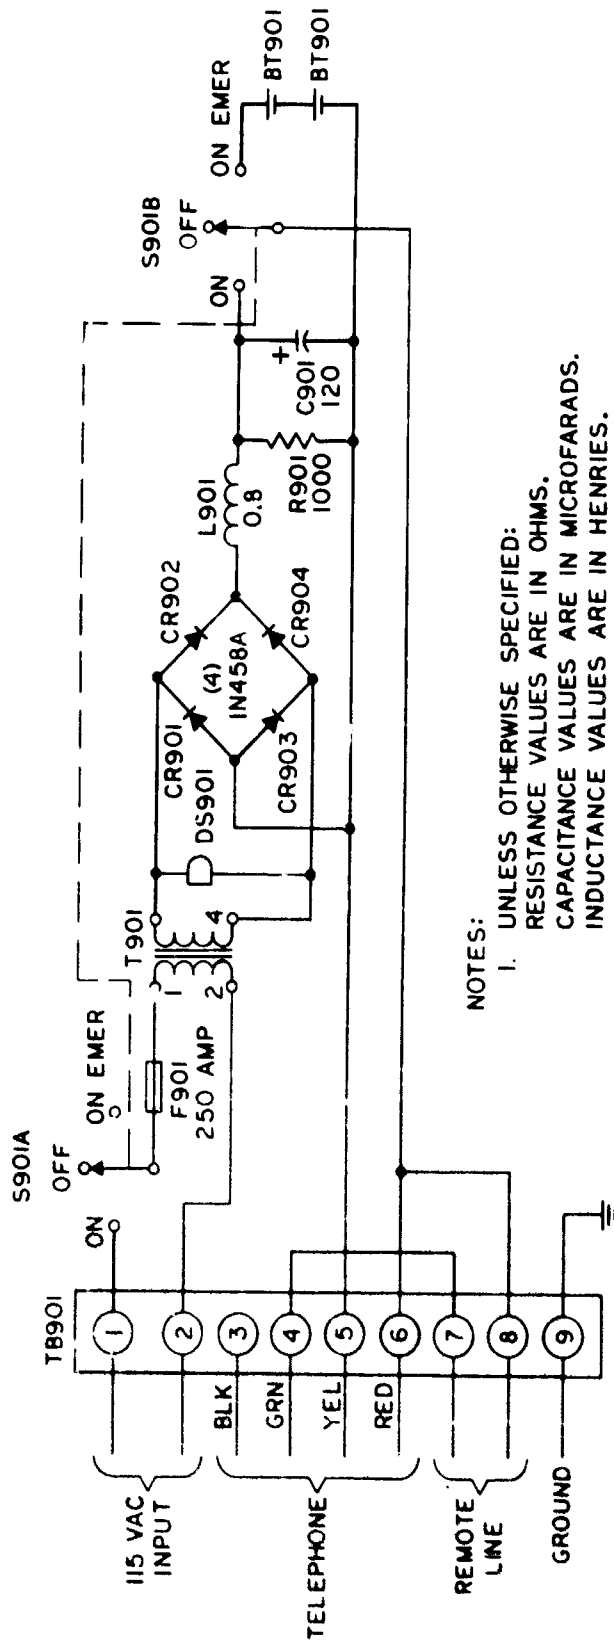 S901A
OFF
ON
ON EMER
S901B
OFF
ON
ON EMER
BT901
BT901
TB901
115 VAC
INPUT
1
2
3
4
5
6
7
8
9
BLK
GRN
YEL
RED
TELEPHONE
REMOTE
LINE
GROUND
F901
250 AMP
T901
1
2
4
DS901
CR901
CR902
CR903
CR904
(4)
IN458A
L901
0.8
R901
1000
+
C901
120
NOTES:
1. UNLESS OTHERWISE SPECIFIED:
RESISTANCE VALUES ARE IN OHMS.
CAPACITANCE VALUES ARE IN MICROFARADS.
INDUCTANCE VALUES ARE IN HENRIES.